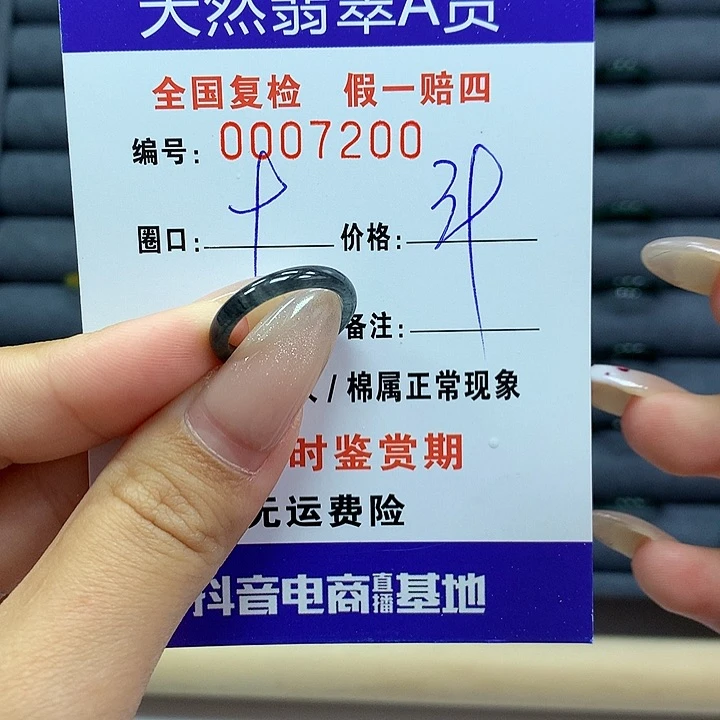 天然翡翠A货
全国复检 假一赔四
编号: 0007200
圈口: 价格:
备注:
/棉属正常现象
时鉴赏期
无运费险
抖音电商直播基地